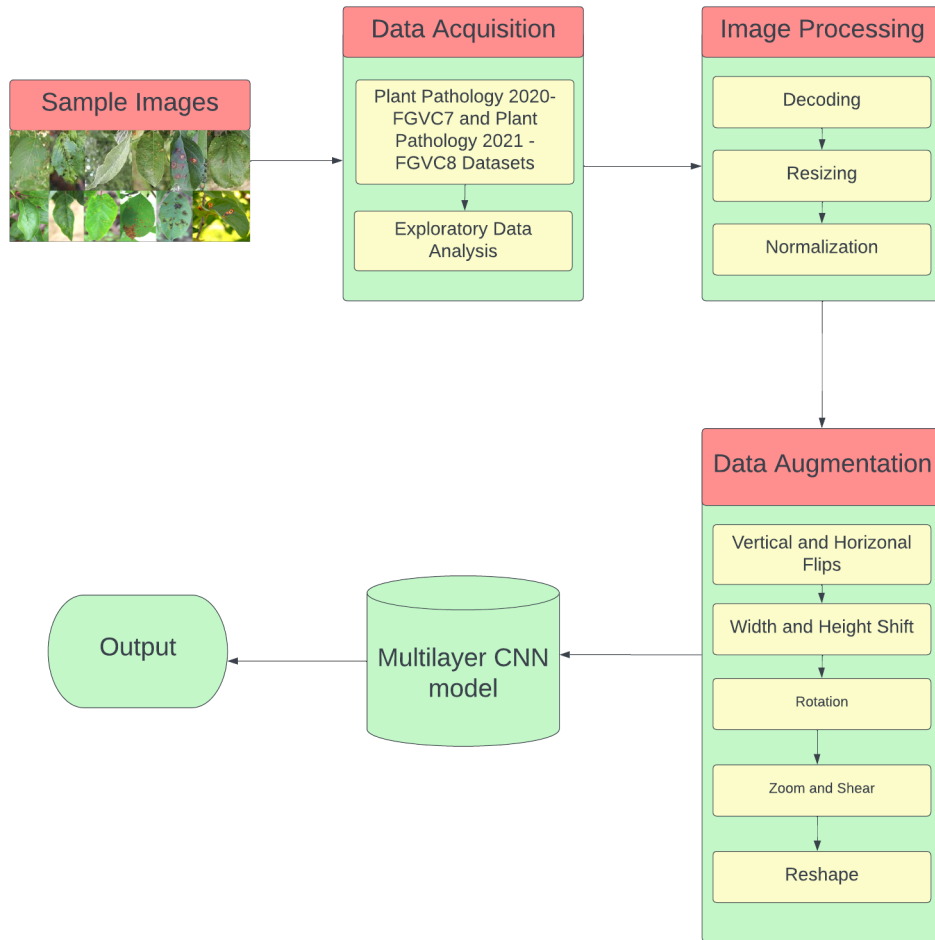 Sample Images
Data Acquisition
Plant Pathology 2020-
FGVC7 and Plant
Pathology 2021 -
FGVC8 Datasets
Exploratory Data
Analysis
Image Processing
Decoding
Resizing
Normalization
Data Augmentation
Vertical and Horizonal
Flips
Width and Height Shift
Rotation
Zoom and Shear
Reshape
Multilayer CNN
model
Output